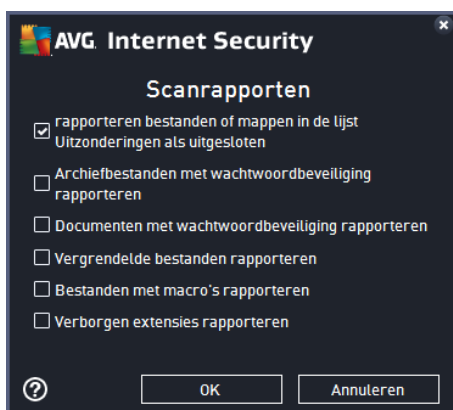 AVG. Internet Security
Scanrapporten
rapporteren bestanden of mappen in de lijst
Uitzonderingen als uitgesloten
Archiefbestanden met wachtwoordbeveiliging
rapporteren
Documenten met wachtwoordbeveiliging rapporteren
Vergrendelde bestanden rapporteren
Bestanden met macro's rapporteren
Verborgen extensies rapporteren
? OK Annuleren